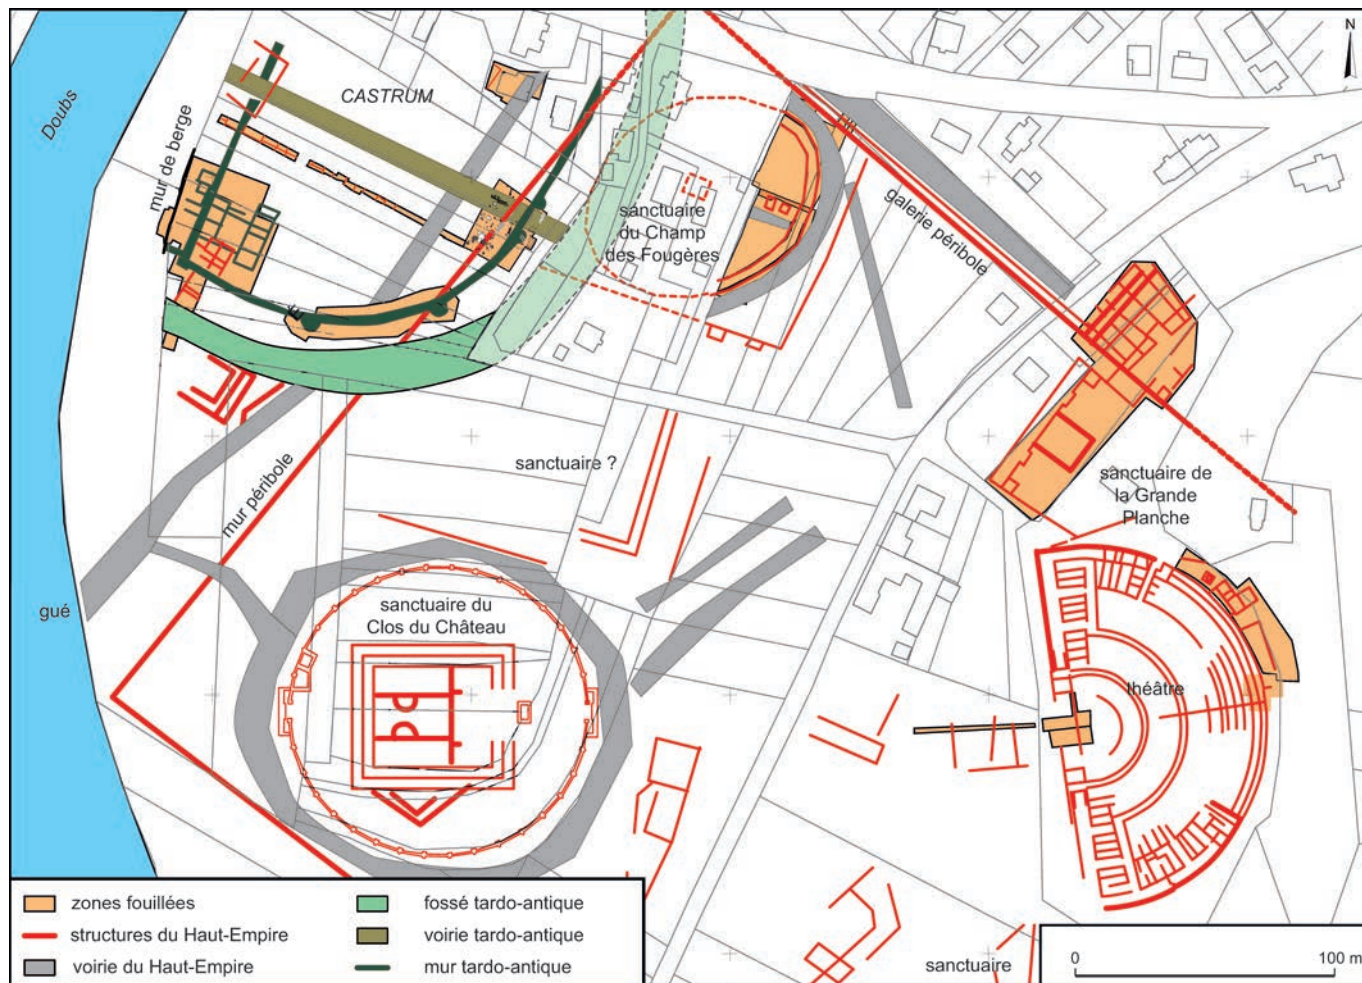 N
Doubs
CASTRUM
mur de berge
sanctuaire
du Champ
des Fougères
galerie péribole
sanctuaire ?
sanctuaire de
la Grande
Planche
mur péribole
gué
sanctuaire du
Clos du Château
théâtre
sanctuaire
zones fouillées
structures du Haut-Empire
voirie du Haut-Empire
fossé tardo-antique
voirie tardo-antique
mur tardo-antique
0 100 m